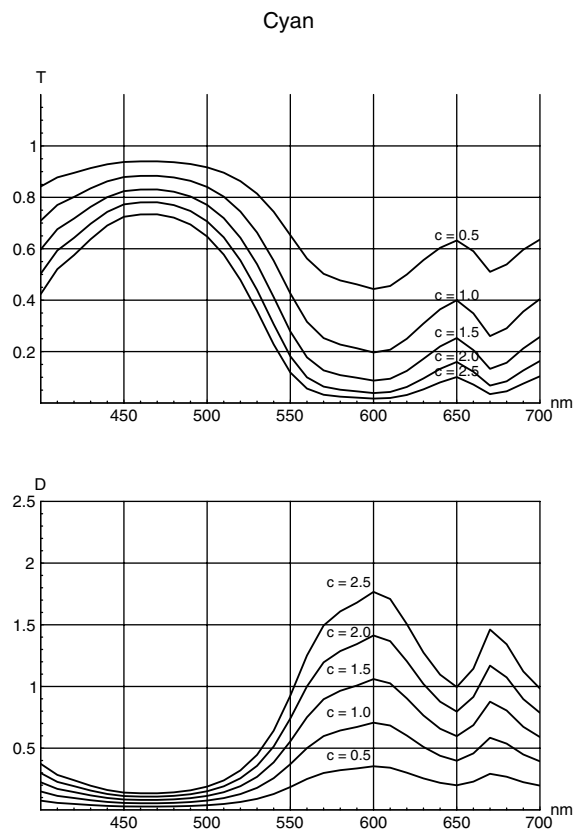 Cyan
T
1
0.8
0.6
0.4
0.2
c = 0.5
c = 1.0
c = 1.5
c = 2.0
c = 2.5
450 500 550 600 650 700 nm
D
2.5
2
1.5
1
0.5
c = 2.5
c = 2.0
c = 1.5
c = 1.0
c = 0.5
450 500 550 600 650 700 nm